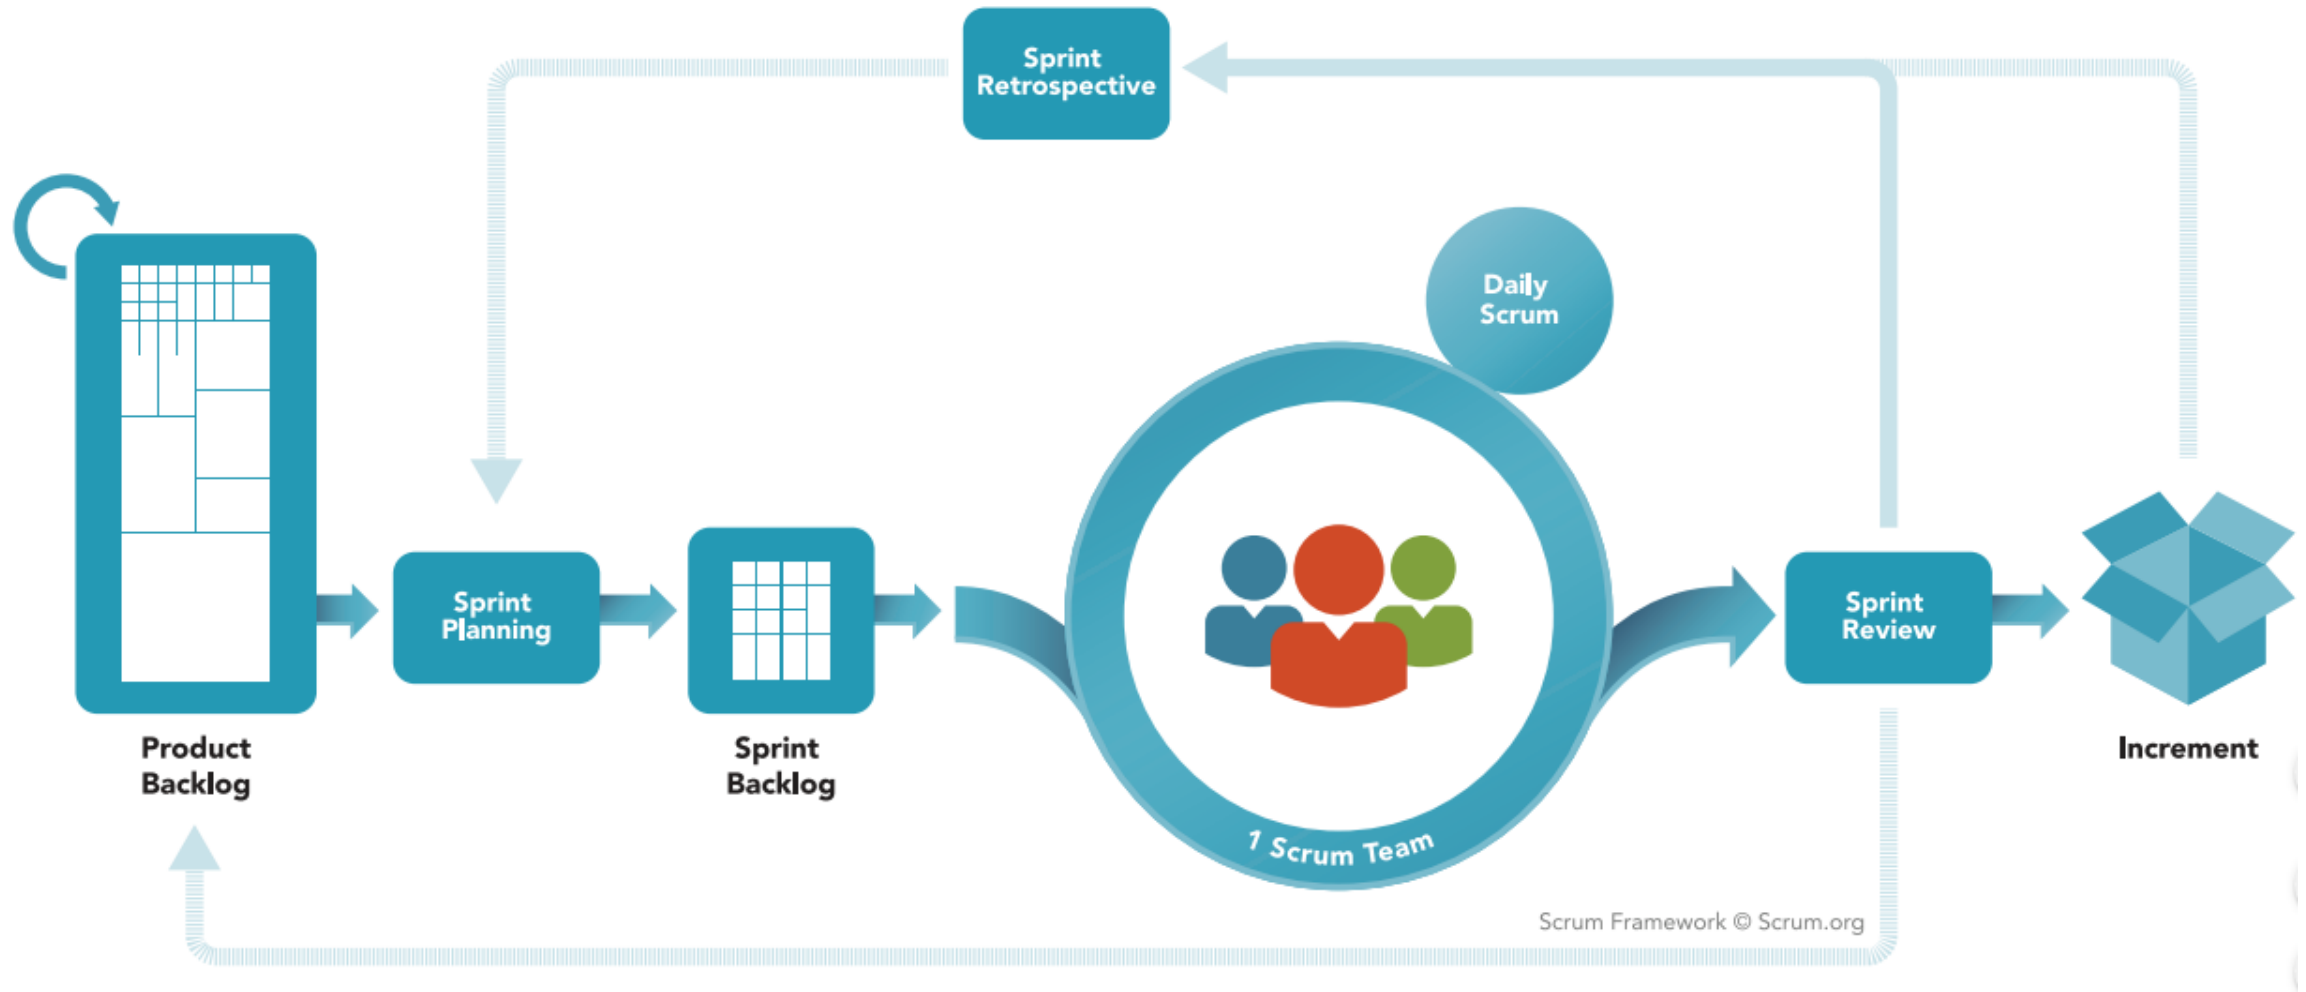 Sprint
Retrospective
Daily
Scrum
Sprint
Planning
Sprint
Review
Product
Backlog
Sprint
Backlog
Increment
1 Scrum Team
Scrum Framework © Scrum.org